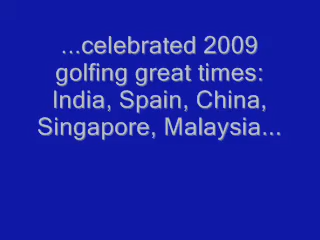 ...celebrated 2009
golfing great times:
India, Spain, China,
Singapore, Malaysia...